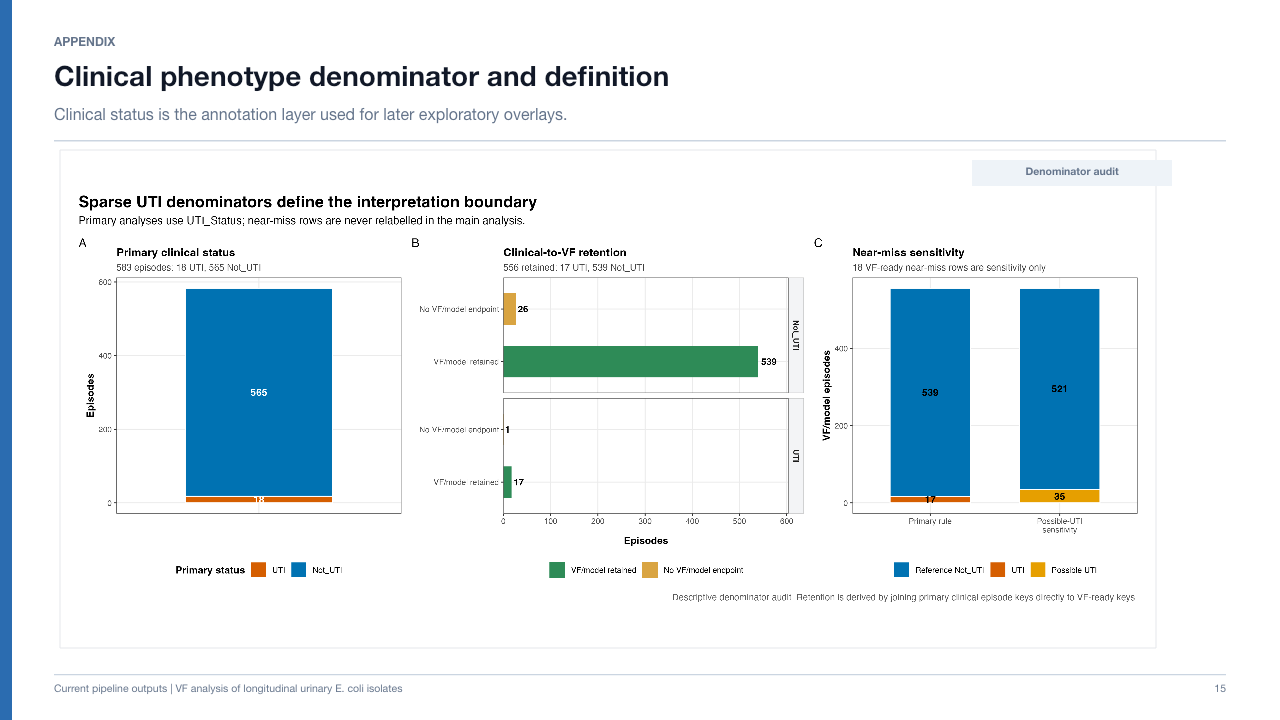 APPENDIX
Clinical phenotype denominator and definition
Clinical status is the annotation layer used for later exploratory overlays.
Denominator audit
Sparse UTI denominators define the interpretation boundary
Primary analyses use UTI_Status; near-miss rows are never relabelled in the main analysis.
A
Primary clinical status
583 episodes: 18 UTI, 565 Not_UTI
Episodes
600
400
200
0
565
18
Primary status UTI Not_UTI
B
Clinical-to-VF retention
556 retained: 17 UTI, 539 Not_UTI
No VF/model endpoint
26
VF/model retained
539
Not_UTI
No VF/model endpoint
1
VF/model retained
17
UTI
0 100 200 300 400 500 600
Episodes
VF/model retained No VF/model endpoint
C
Near-miss sensitivity
18 VF-ready near-miss rows are sensitivity only
VF/model episodes
400
200
0
539
17
521
35
Primary rule
Possible-UTI
sensitivity
Reference Not_UTI UTI Possible UTI
Descriptive denominator audit. Retention is derived by joining primary clinical episode keys directly to VF-ready keys
Current pipeline outputs | VF analysis of longitudinal urinary E. coli isolates
15